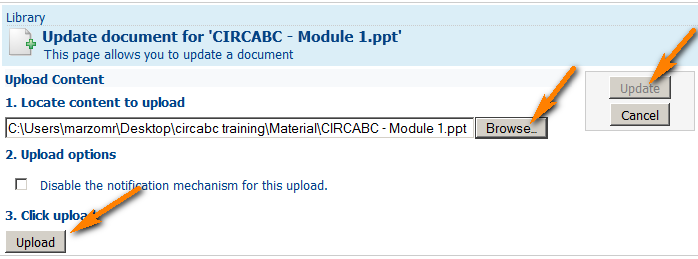 Library
Update document for 'CIRCABC - Module 1.ppt'
This page allows you to update a document
Upload Content
1. Locate content to upload
C:\Users\marzomr\Desktop\circabc training\Material\CIRCABC - Module 1.ppt
Browse...
Update
Cancel
2. Upload options
Disable the notification mechanism for this upload.
3. Click upload
Upload